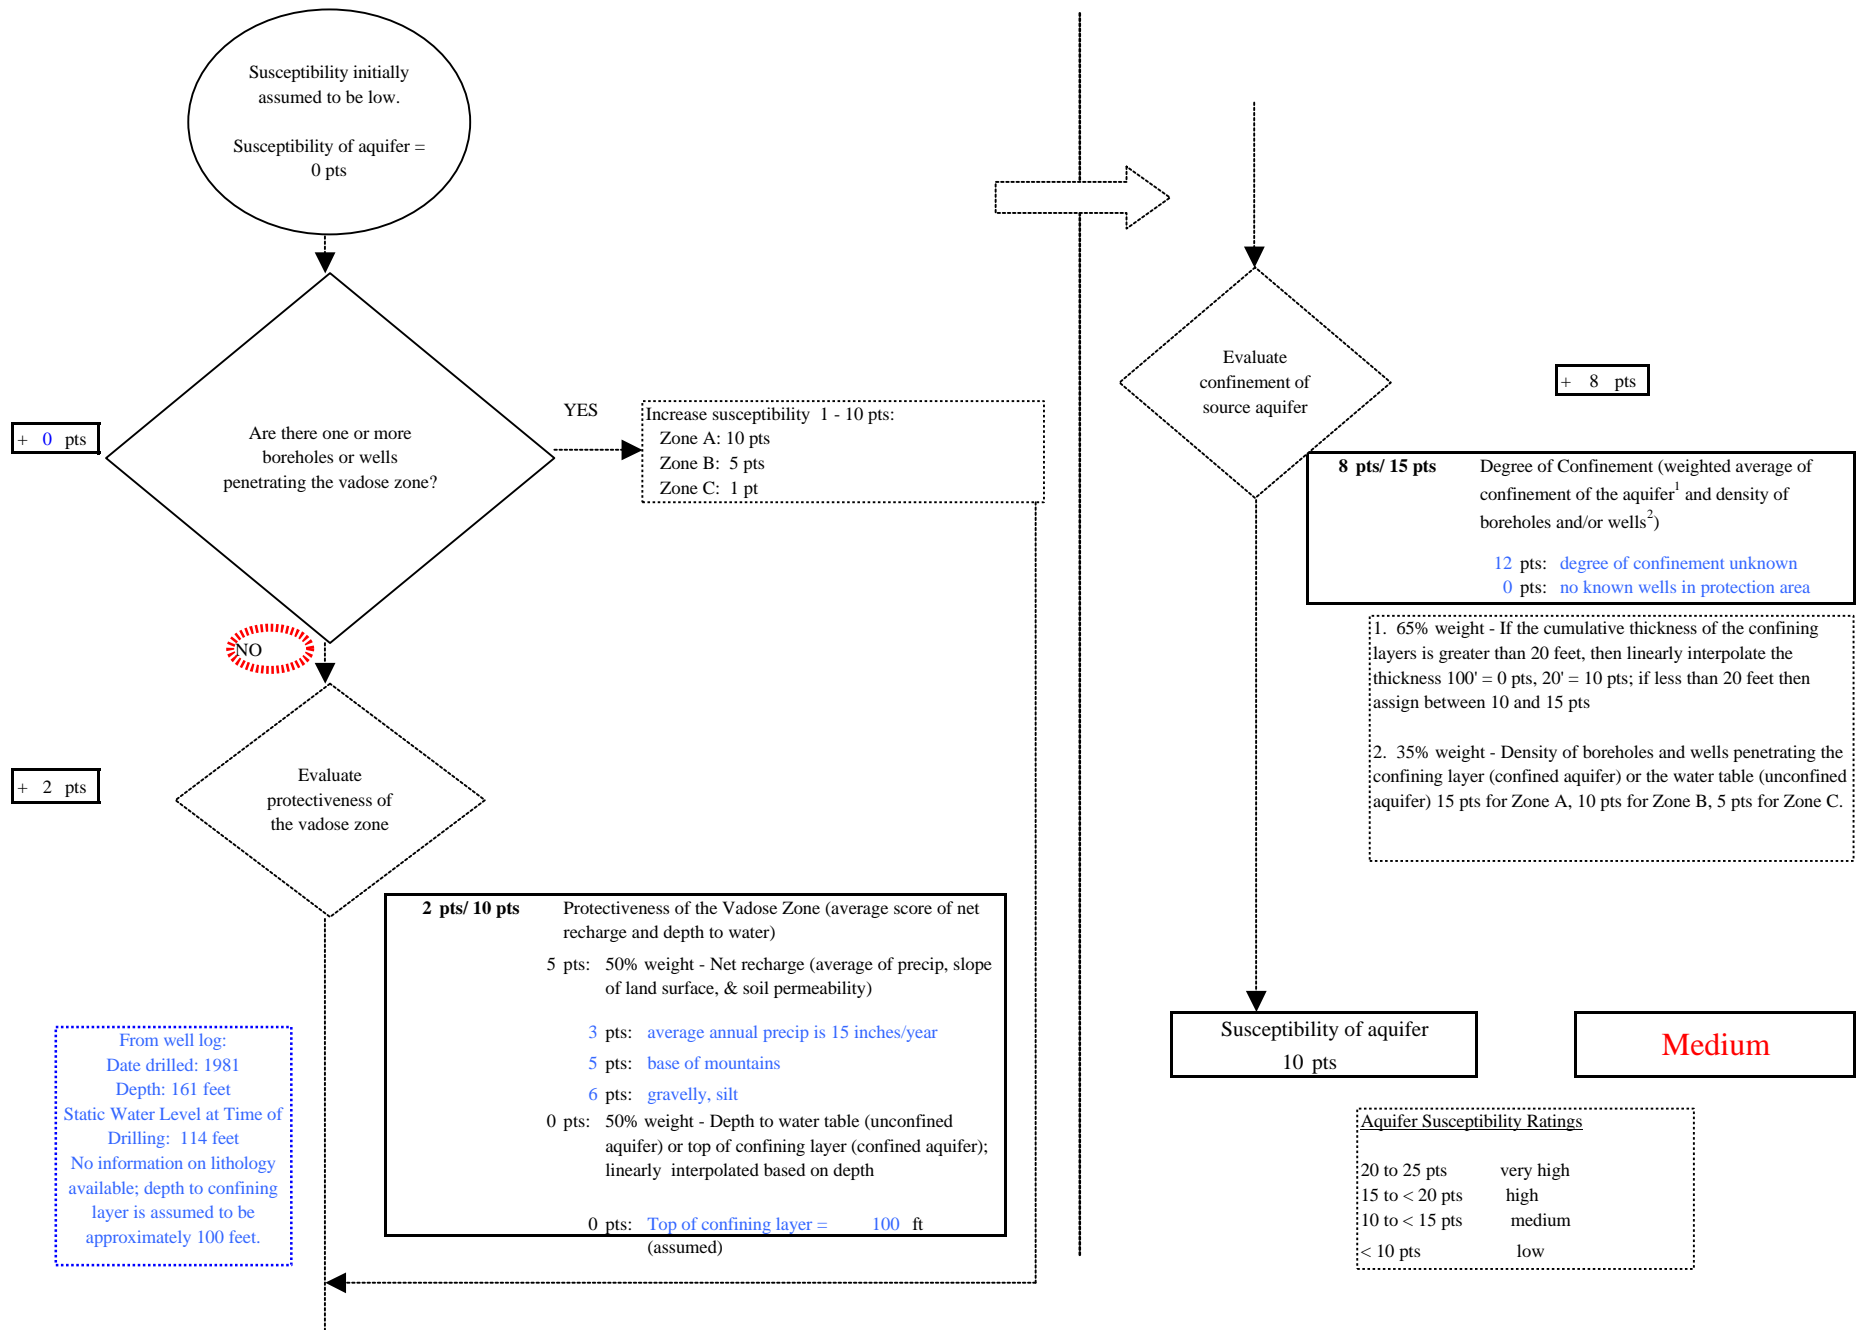 Susceptibility initially
assumed to be low.
Susceptibility of aquifer =
0 pts
+ 0 pts
Are there one or more
boreholes or wells
penetrating the vadose zone?
YES
Increase susceptibility 1 - 10 pts:
Zone A: 10 pts
Zone B: 5 pts
Zone C: 1 pt
NO
+ 2 pts
Evaluate
protectiveness of
the vadose zone
2 pts/ 10 pts Protectiveness of the Vadose Zone (average score of net
recharge and depth to water)
5 pts: 50% weight - Net recharge (average of precip, slope
of land surface, & soil permeability)
3 pts: average annual precip is 15 inches/year
5 pts: base of mountains
6 pts: gravelly, silt
0 pts: 50% weight - Depth to water table (unconfined
aquifer) or top of confining layer (confined aquifer);
linearly interpolated based on depth
0 pts: Top of confining layer = 100 ft
(assumed)
From well log:
Date drilled: 1981
Depth: 161 feet
Static Water Level at Time of
Drilling: 114 feet
No information on lithology
available; depth to confining
layer is assumed to be
approximately 100 feet.
Evaluate
confinement of
source aquifer
+ 8 pts
8 pts/ 15 pts Degree of Confinement (weighted average of
confinement of the aquifer1 and density of
boreholes and/or wells2)
12 pts: degree of confinement unknown
0 pts: no known wells in protection area
1. 65% weight - If the cumulative thickness of the confining
layers is greater than 20 feet, then linearly interpolate the
thickness 100' = 0 pts, 20' = 10 pts; if less than 20 feet then
assign between 10 and 15 pts
2. 35% weight - Density of boreholes and wells penetrating the
confining layer (confined aquifer) or the water table (unconfined
aquifer) 15 pts for Zone A, 10 pts for Zone B, 5 pts for Zone C.
Susceptibility of aquifer
10 pts
Medium
Aquifer Susceptibility Ratings
20 to 25 pts very high
15 to < 20 pts high
10 to < 15 pts medium
< 10 pts low